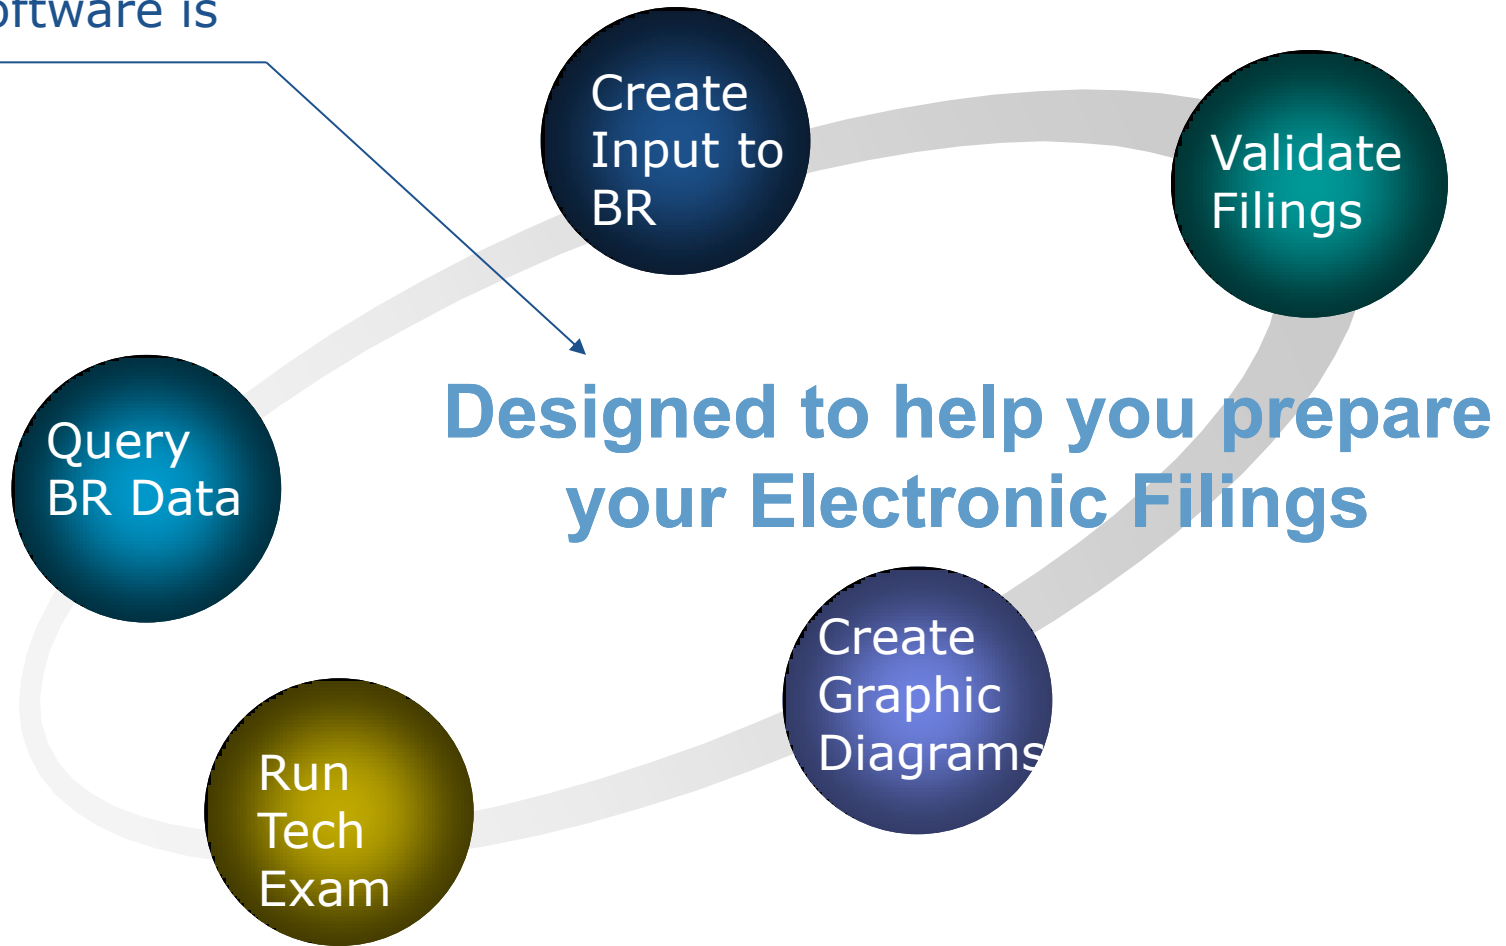 is
Create
Input to
BR
Validate
Filings
Designed to help you prepare
your Electronic Filings
Query
BR Data
Create
Graphic
Diagrams
Run
Tech
Exam